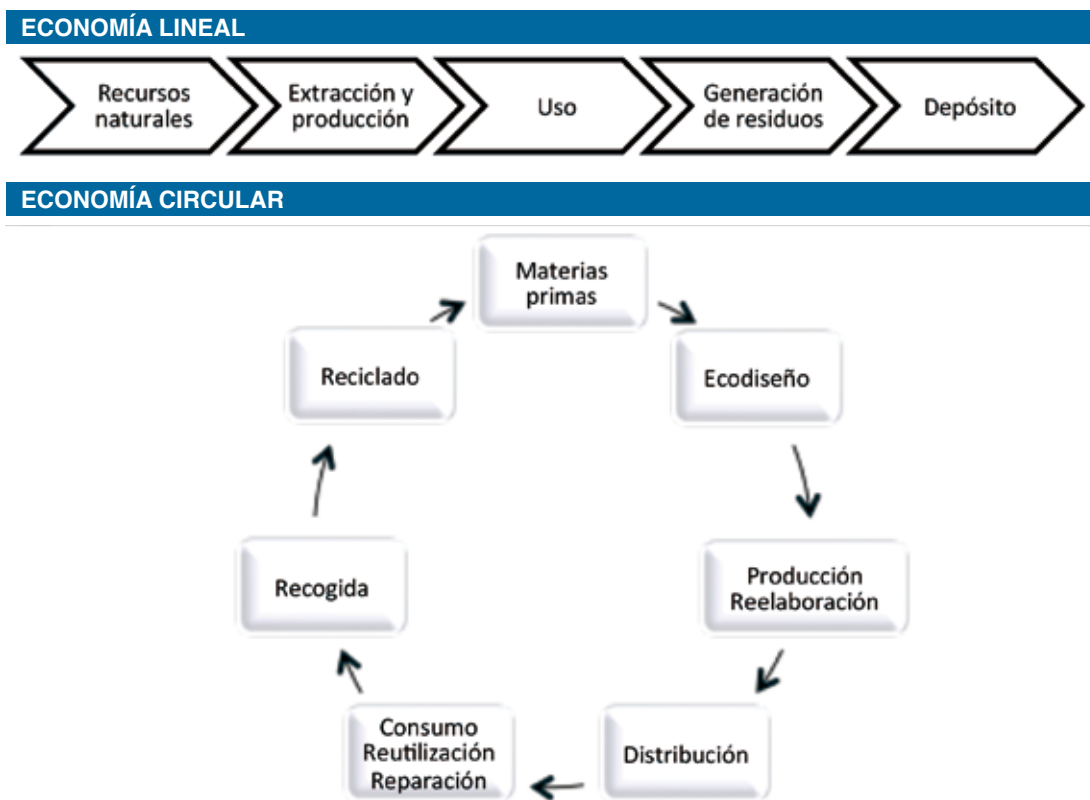 ECONOMÍA LINEAL
Recursos
naturales
Extracción y
producción
Uso
Generación
de residuos
Depósito
ECONOMÍA CIRCULAR
Materias
primas
Ecodiseño
Producción
Reelaboración
Distribución
Consumo
Reutilización
Reparación
Recogida
Reciclado